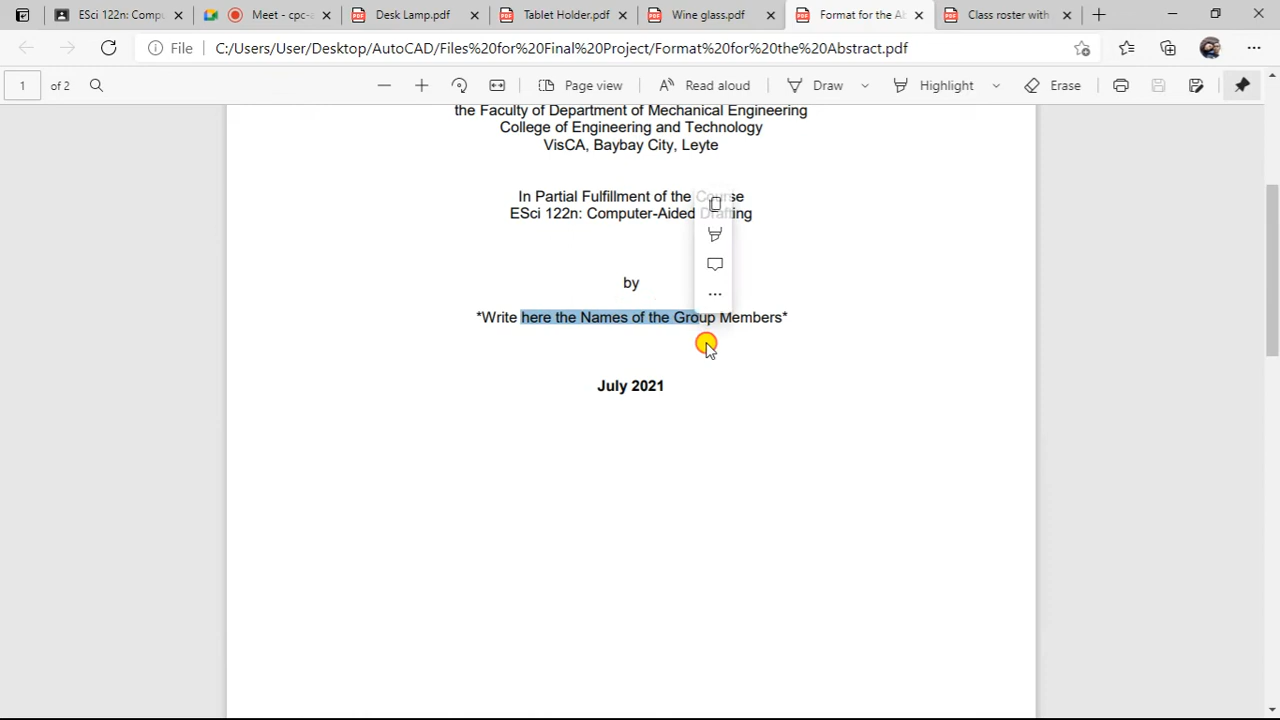 ESci 122n: Compu
Meet - cpc-a
Desk Lamp.pdf
Tablet Holder.pdf
Wine glass.pdf
Format for the Ab
Class roster with
File
C:/Users/User/Desktop/AutoCAD/Files%20for%20Final%20Project/Format%20for%20the%20Abstract.pdf
1 of 2
Page view
Read aloud
Draw
Highlight
Erase
the Faculty of Department of Mechanical Engineering
College of Engineering and Technology
VisCA, Baybay City, Leyte
In Partial Fulfillment of the Course
ESci 122n: Computer-Aided Drafting
by
*Write here the Names of the Group Members*
July 2021